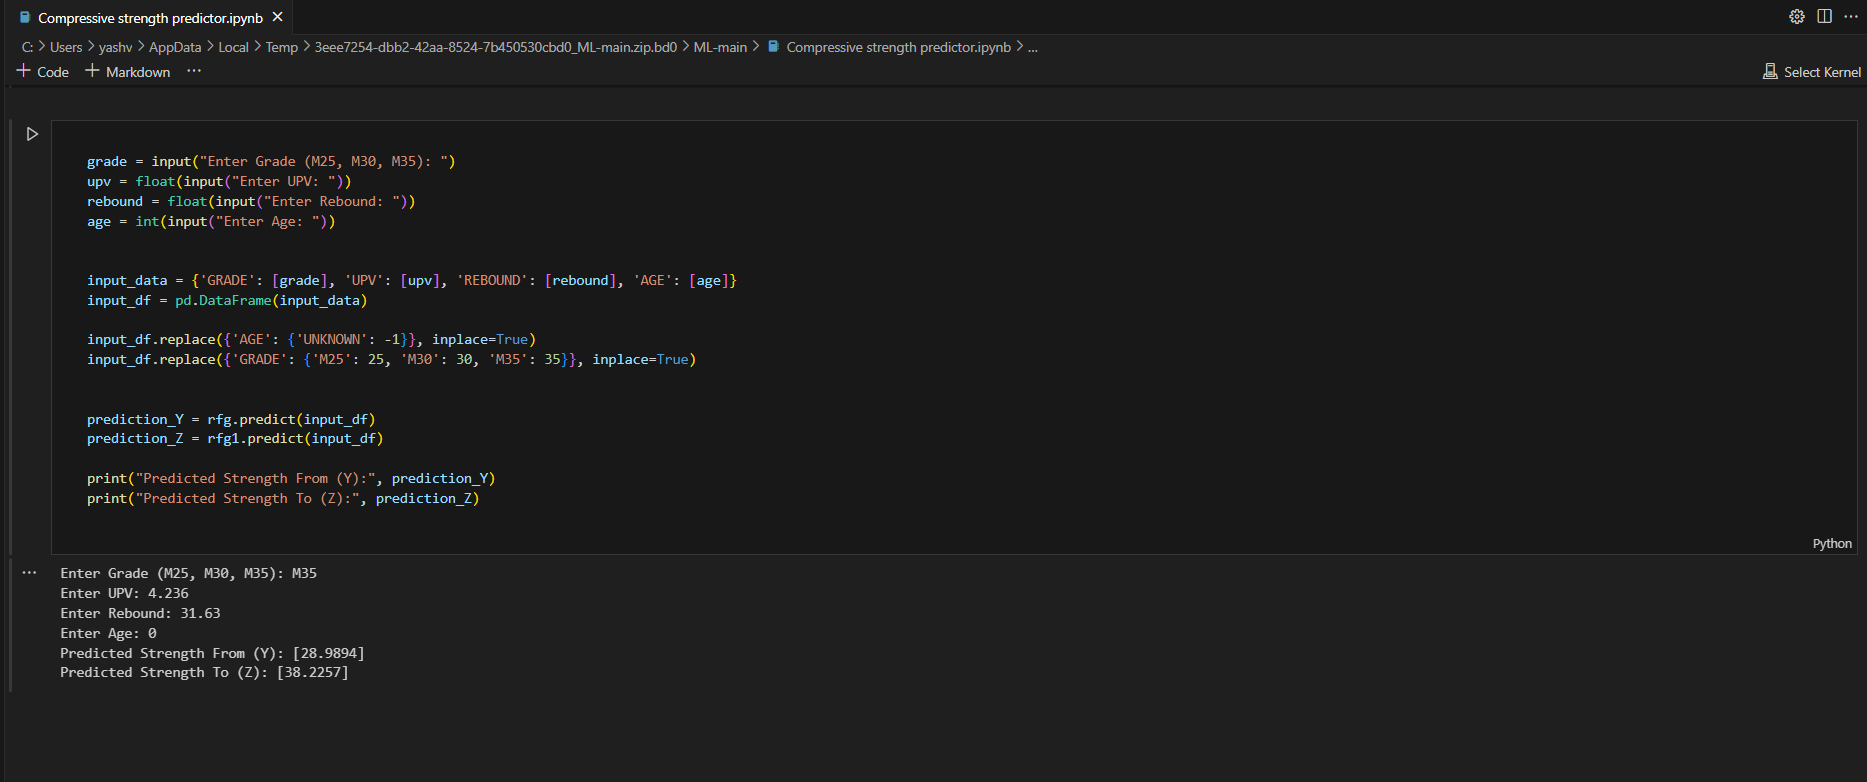 Compressive strength predictor.ipynb
C: > Users > yashv > AppData > Local > Temp > 3eee7254-dbb2-42aa-8524-7b450530cbd0_ML-main.zip.bd0 > ML-main > Compressive strength predictor.ipynb > ...
+ Code + Markdown ...
Select Kernel
grade = input("Enter Grade (M25, M30, M35): ")
upv = float(input("Enter UPV: "))
rebound = float(input("Enter Rebound: "))
age = int(input("Enter Age: "))
input_data = {'GRADE': [grade], 'UPV': [upv], 'REBOUND': [rebound], 'AGE': [age]}
input_df = pd.DataFrame(input_data)
input_df.replace({'AGE': {'UNKNOWN': -1}}, inplace=True)
input_df.replace({'GRADE': {'M25': 25, 'M30': 30, 'M35': 35}}, inplace=True)
prediction_Y = rfg.predict(input_df)
prediction_Z = rfg1.predict(input_df)
print("Predicted Strength From (Y):", prediction_Y)
print("Predicted Strength To (Z):", prediction_Z)
Python
Enter Grade (M25, M30, M35): M35
Enter UPV: 4.236
Enter Rebound: 31.63
Enter Age: 0
Predicted Strength From (Y): [28.9894]
Predicted Strength To (Z): [38.2257]